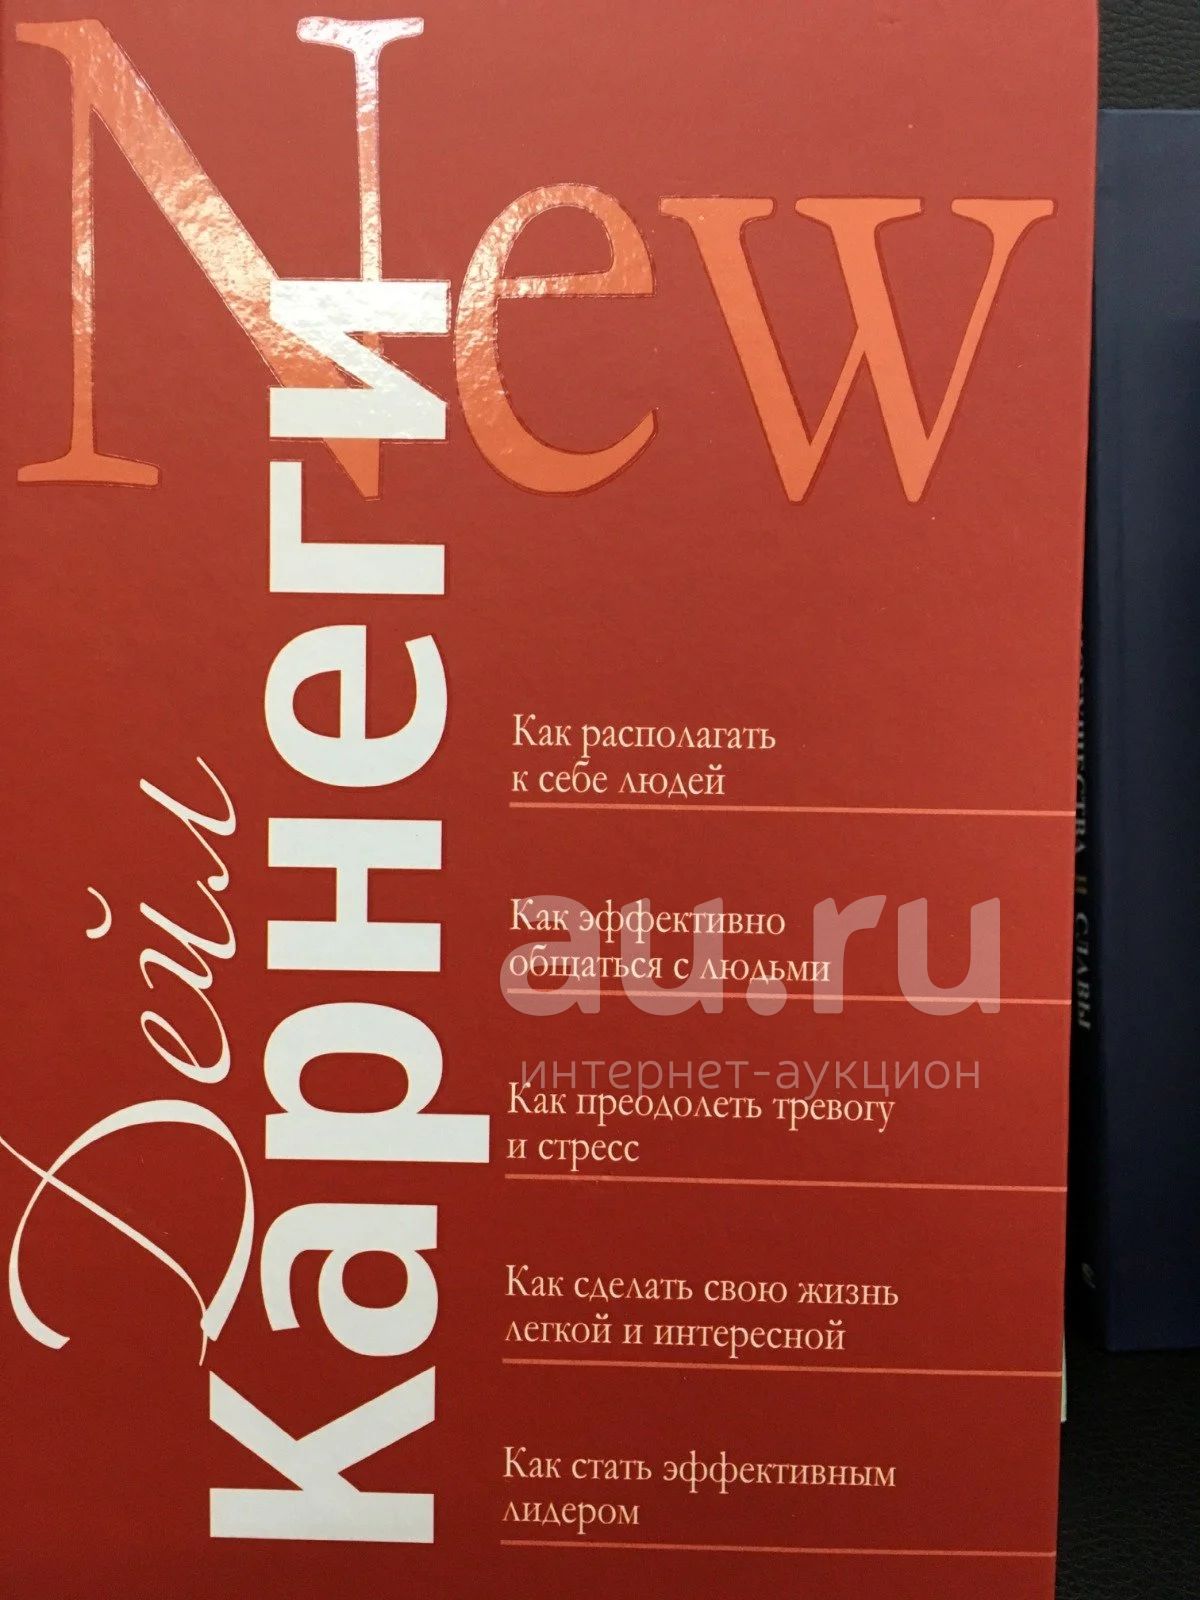 New
Дейл
Карнеги
Как располагать
к себе людей
Как эффективно
общаться с людьми
au.ru
интернет-аукцион
Как преодолеть тревогу
и стресс
Как сделать свою жизнь
легкой и интересной
Как стать эффективным
лидером
И СЛАВЫ